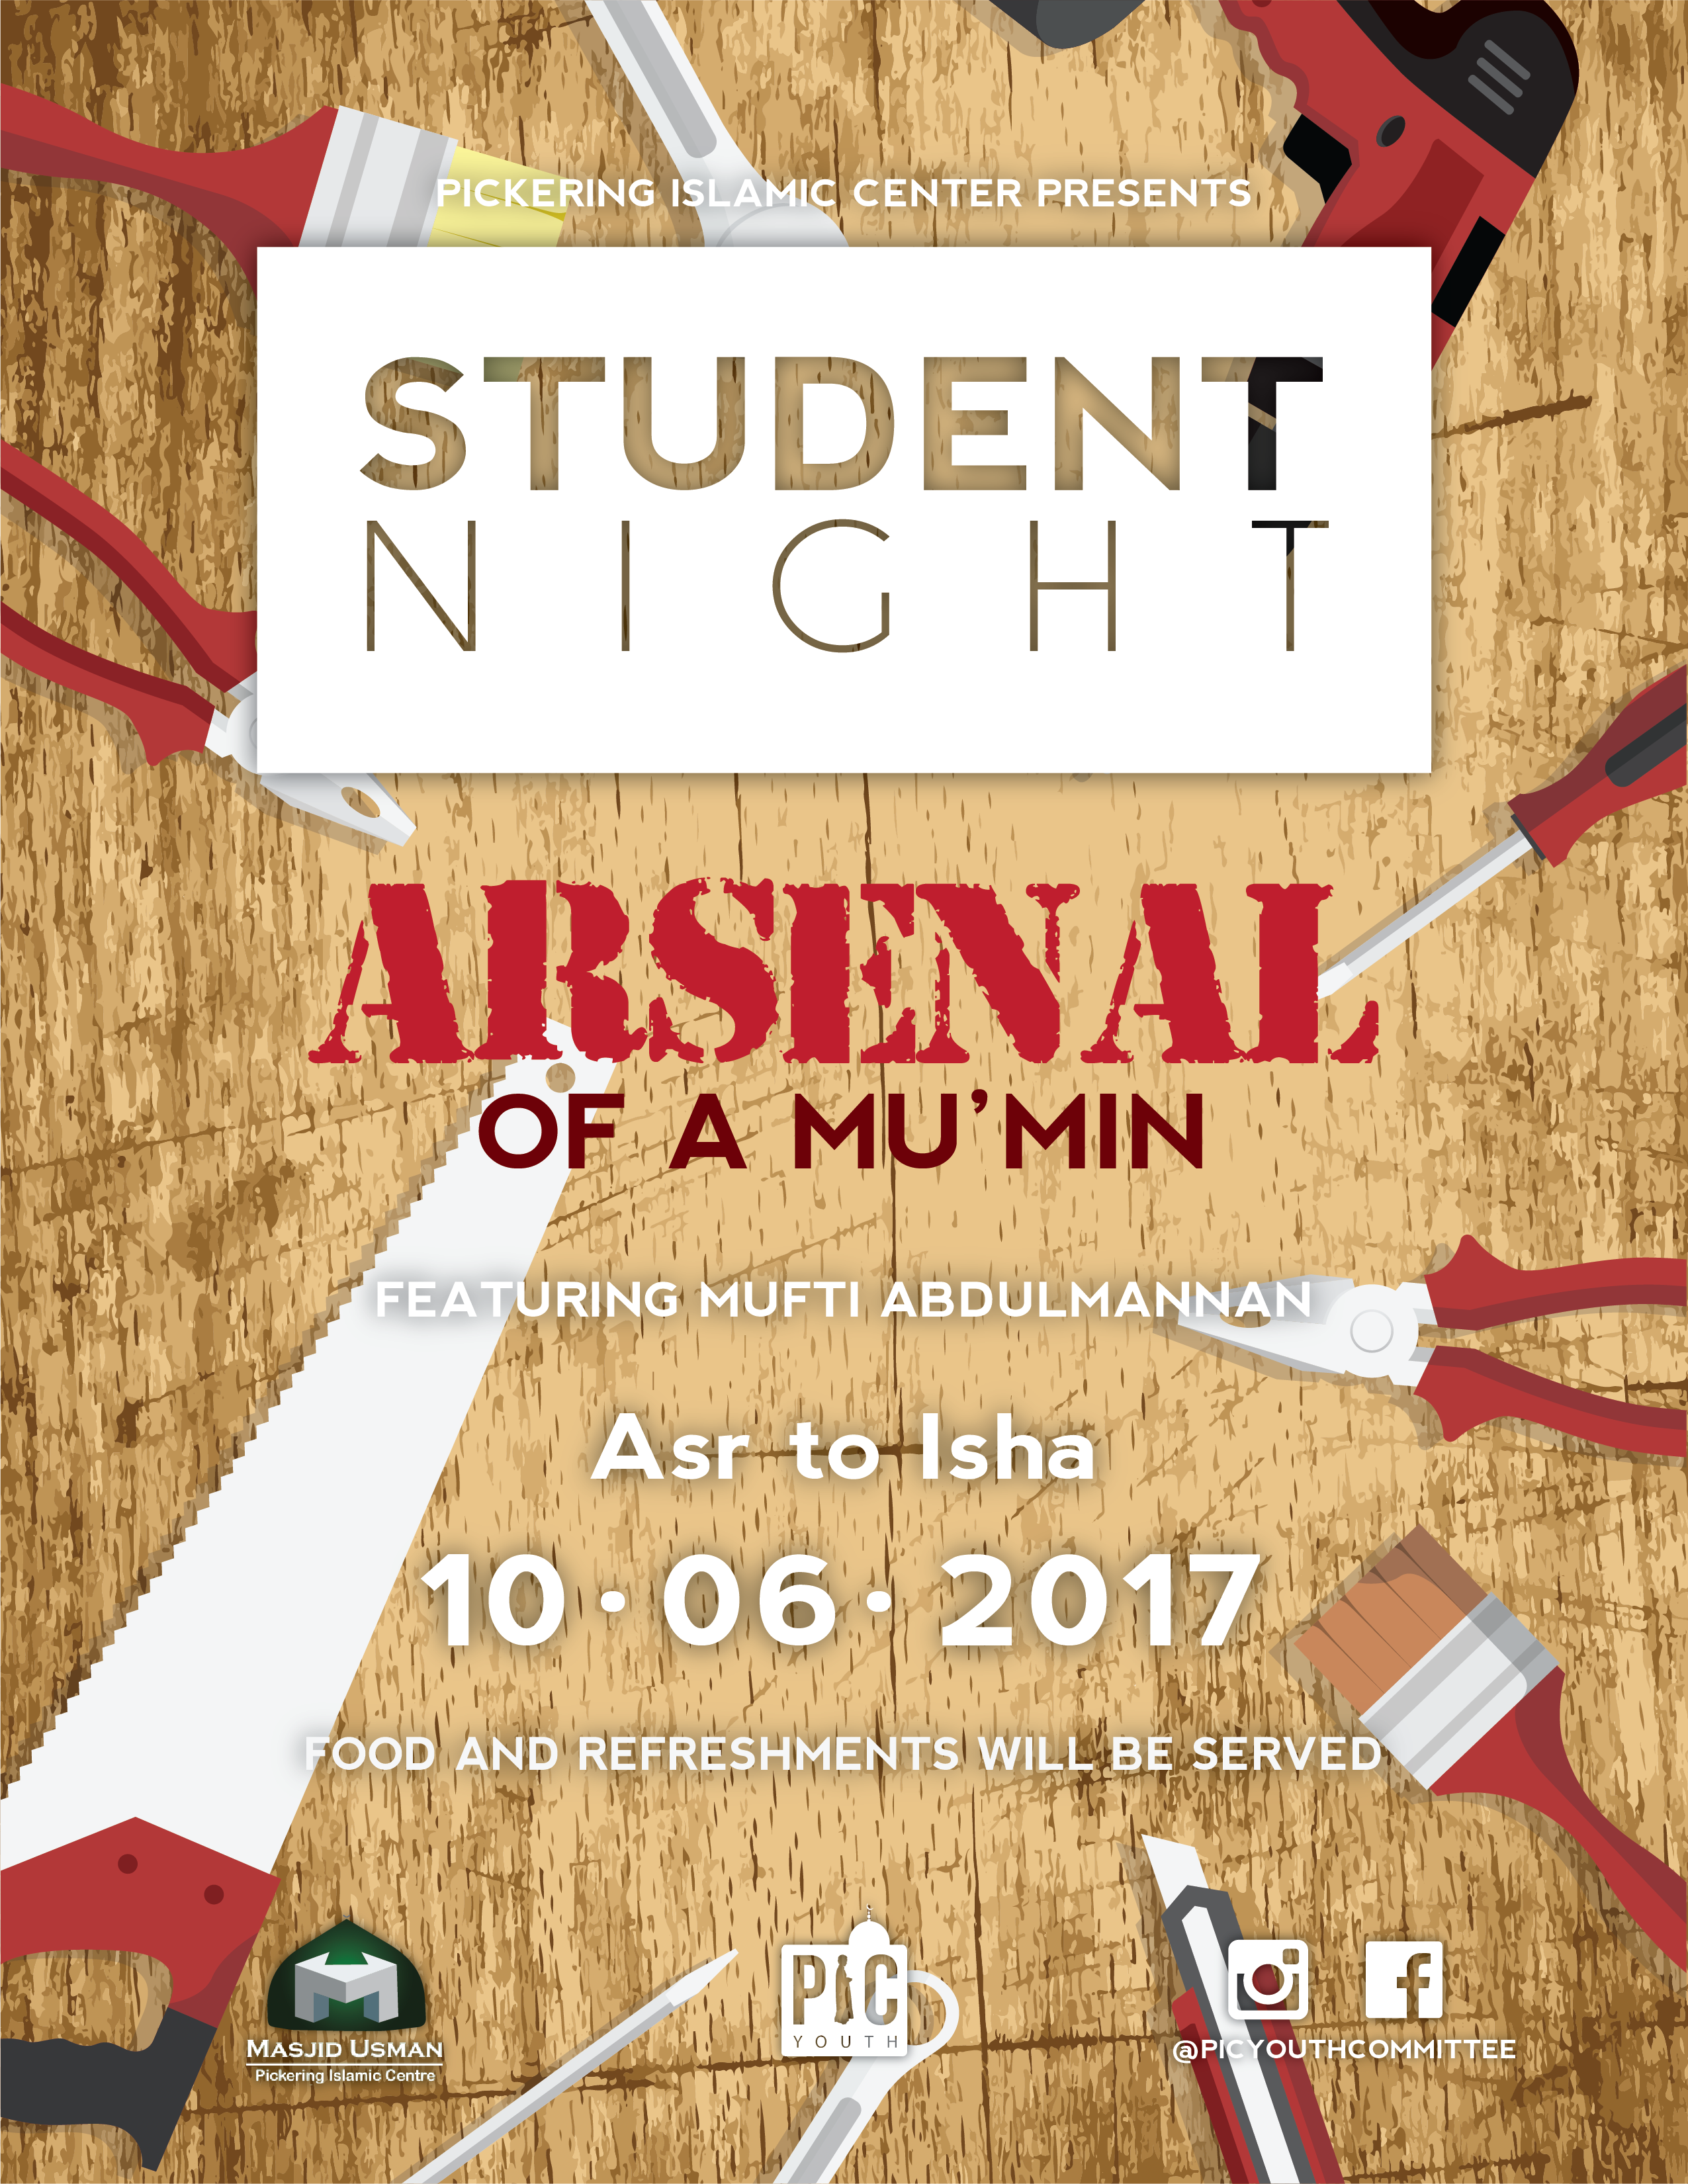 PICKERING ISLAMIC CENTER PRESENTS
STUDENT
NIGHT
ARSENAL
OF A MU’MIN
FEATURING MUFTI ABDULMANNAN
Asr to Isha
10 · 06 · 2017
FOOD AND REFRESHMENTS WILL BE SERVED
MASJID USMAN
Pickering Islamic Centre
PIC
YOUTH
@PICYOUTHCOMMITTEE